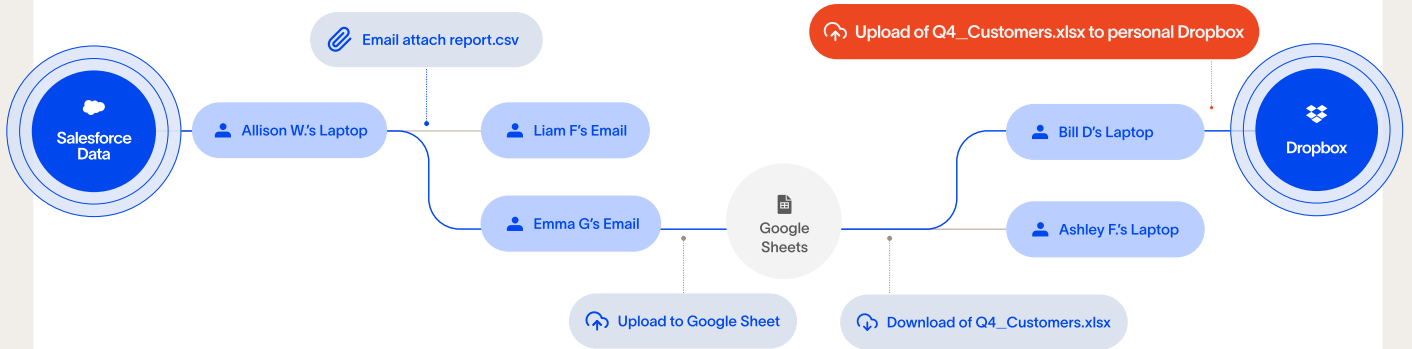 Email attach report.csv
Upload of Q4_Customers.xlsx to personal Dropbox
Salesforce
Data
Allison W.'s Laptop
Liam F's Email
Bill D's Laptop
Dropbox
Emma G's Email
Google
Sheets
Ashley F.'s Laptop
Upload to Google Sheet
Download of Q4_Customers.xlsx